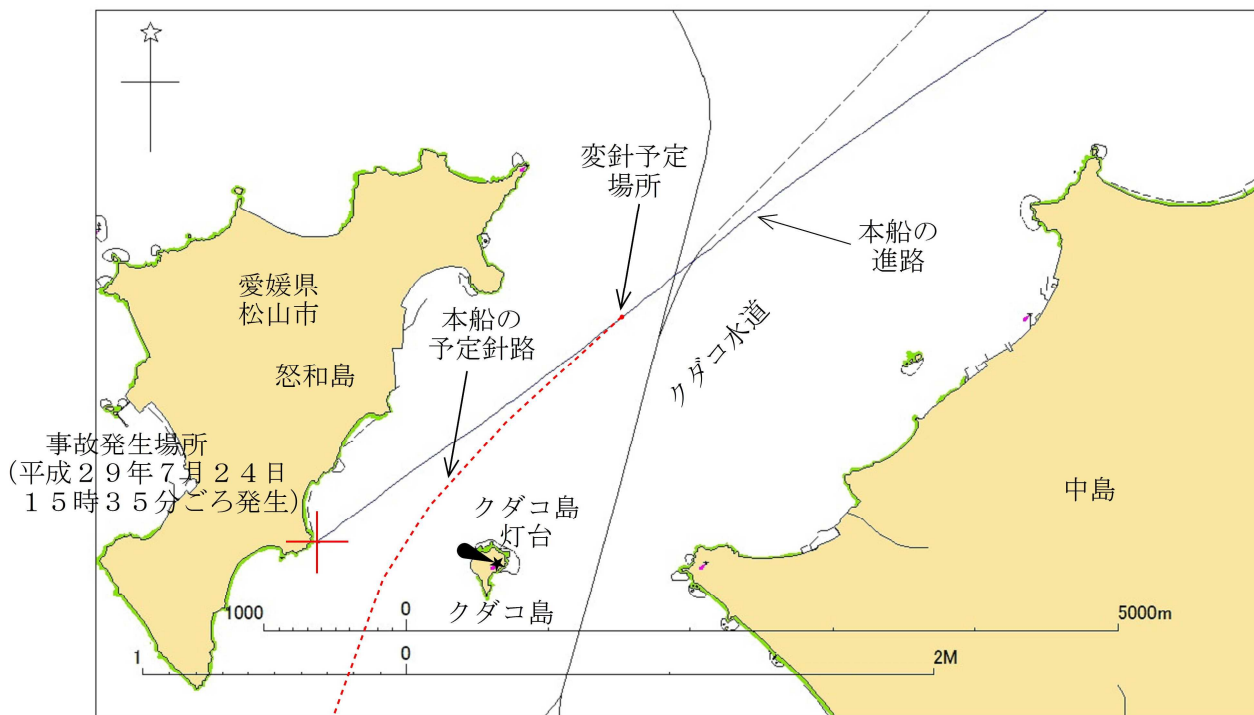 変針予定
場所
本船の
進路
愛媛県
松山市
本船の
予定針路
怒和島
クダコ水道
事故発生場所
(平成２９年７月２４日
１５時３５分ごろ発生)
中島
クダコ島
灯台
クダコ島
1000 0 5000m
1 0 2M